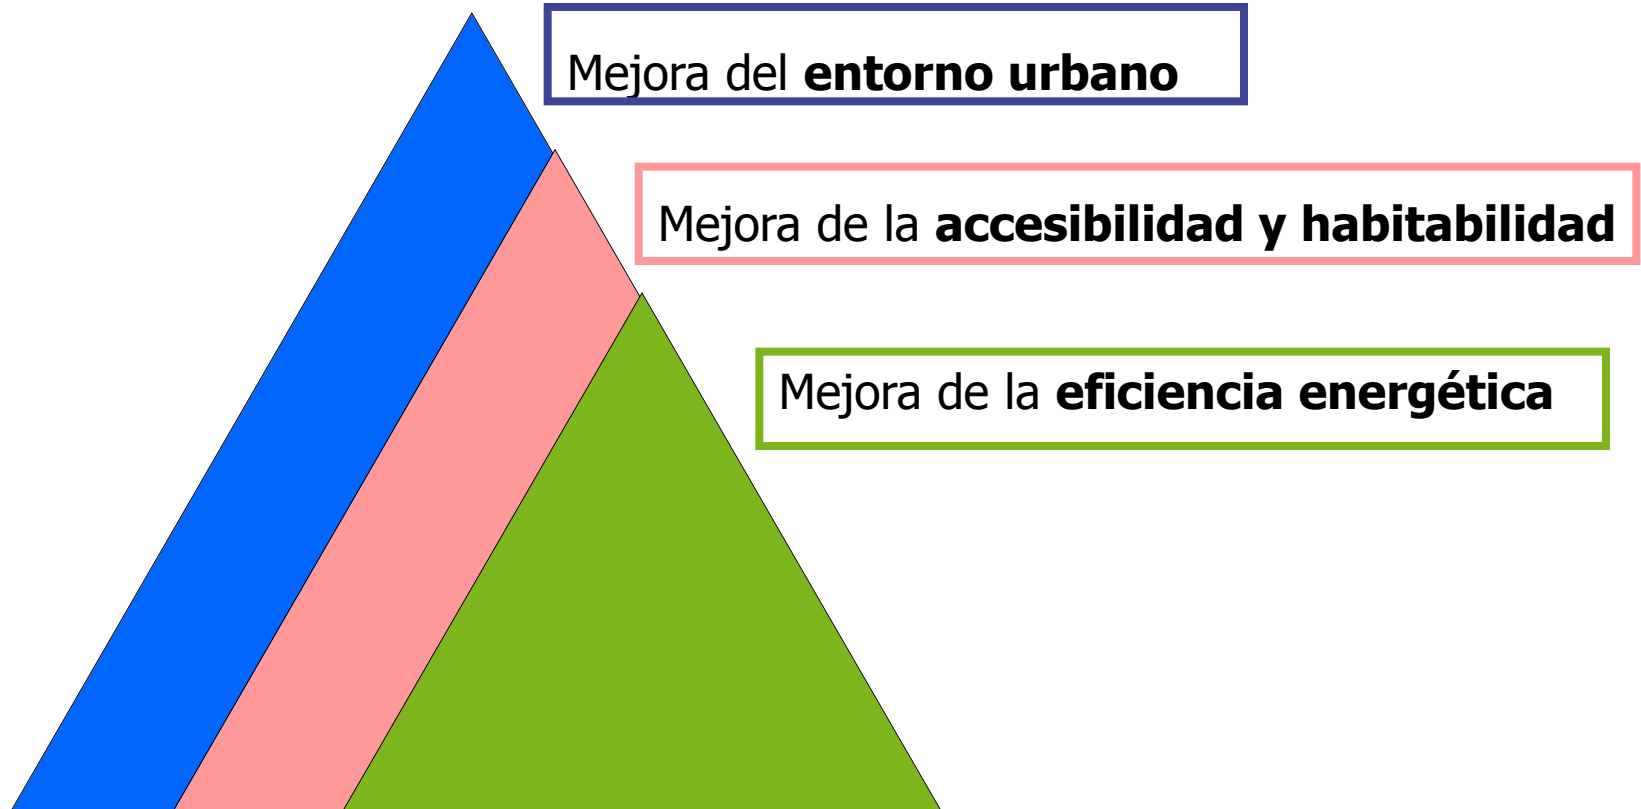 Mejora del entorno urbano
Mejora de la accesibilidad y habitabilidad
Mejora de la eficiencia energética